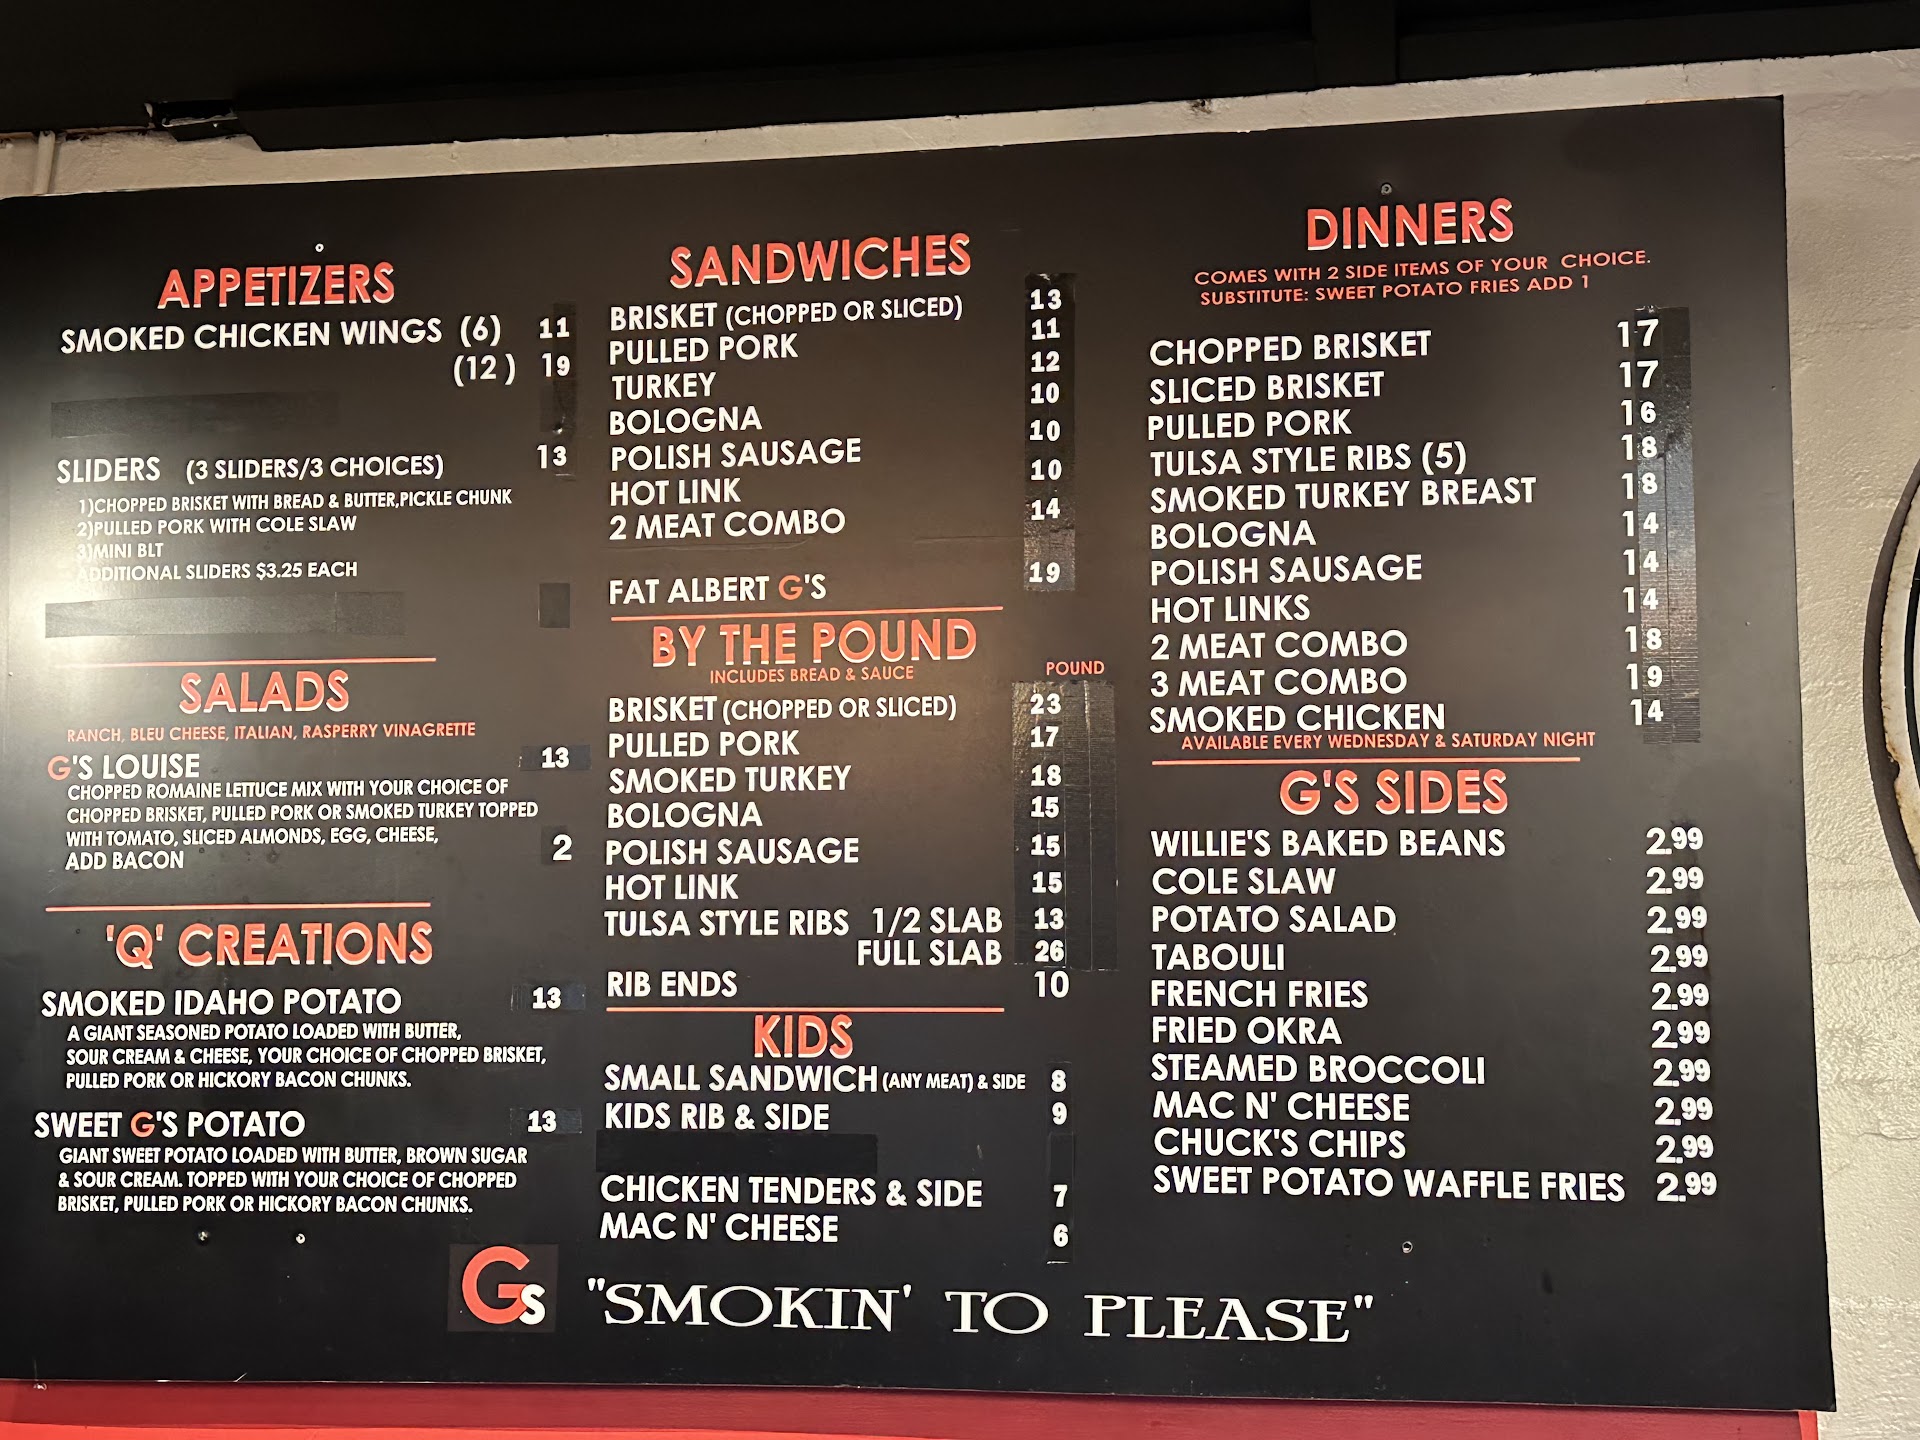 APPETIZERS
SMOKED CHICKEN WINGS (6) 11
(12) 19
SLIDERS (3 SLIDERS/3 CHOICES) 13
1)CHOPPED BRISKET WITH BREAD & BUTTER,PICKLE CHUNK
2)PULLED PORK WITH COLE SLAW
3)MINI BLT
ADDITIONAL SLIDERS $3.25 EACH
SALADS
RANCH, BLEU CHEESE, ITALIAN, RASPERRY VINAGRETTE
G'S LOUISE 13
CHOPPED ROMAINE LETTUCE MIX WITH YOUR CHOICE OF
CHOPPED BRISKET, PULLED PORK OR SMOKED TURKEY TOPPED
WITH TOMATO, SLICED ALMONDS, EGG, CHEESE,
ADD BACON 2
'Q' CREATIONS
SMOKED IDAHO POTATO 13
A GIANT SEASONED POTATO LOADED WITH BUTTER,
SOUR CREAM & CHEESE, YOUR CHOICE OF CHOPPED BRISKET,
PULLED PORK OR HICKORY BACON CHUNKS.
SWEET G'S POTATO 13
GIANT SWEET POTATO LOADED WITH BUTTER, BROWN SUGAR
& SOUR CREAM. TOPPED WITH YOUR CHOICE OF CHOPPED
BRISKET, PULLED PORK OR HICKORY BACON CHUNKS.
SANDWICHES
BRISKET (CHOPPED OR SLICED) 13
PULLED PORK 11
TURKEY 12
BOLOGNA 10
POLISH SAUSAGE 10
HOT LINK 10
2 MEAT COMBO 14
FAT ALBERT G'S 19
BY THE POUND
INCLUDES BREAD & SAUCE POUND
BRISKET (CHOPPED OR SLICED) 23
PULLED PORK 17
SMOKED TURKEY 18
BOLOGNA 15
POLISH SAUSAGE 15
HOT LINK 15
TULSA STYLE RIBS 1/2 SLAB 13
FULL SLAB 26
RIB ENDS 10
KIDS
SMALL SANDWICH (ANY MEAT) & SIDE 8
KIDS RIB & SIDE 9
CHICKEN TENDERS & SIDE 7
MAC N' CHEESE 6
DINNERS
COMES WITH 2 SIDE ITEMS OF YOUR CHOICE.
SUBSTITUTE: SWEET POTATO FRIES ADD 1
CHOPPED BRISKET 17
SLICED BRISKET 17
PULLED PORK 16
TULSA STYLE RIBS (5) 18
SMOKED TURKEY BREAST 18
BOLOGNA 14
POLISH SAUSAGE 14
HOT LINKS 14
2 MEAT COMBO 18
3 MEAT COMBO 19
SMOKED CHICKEN 14
AVAILABLE EVERY WEDNESDAY & SATURDAY NIGHT
G'S SIDES
WILLIE'S BAKED BEANS 2.99
COLE SLAW 2.99
POTATO SALAD 2.99
TABOULI 2.99
FRENCH FRIES 2.99
FRIED OKRA 2.99
STEAMED BROCCOLI 2.99
MAC N' CHEESE 2.99
CHUCK'S CHIPS 2.99
SWEET POTATO WAFFLE FRIES 2.99
Gs "SMOKIN' TO PLEASE"